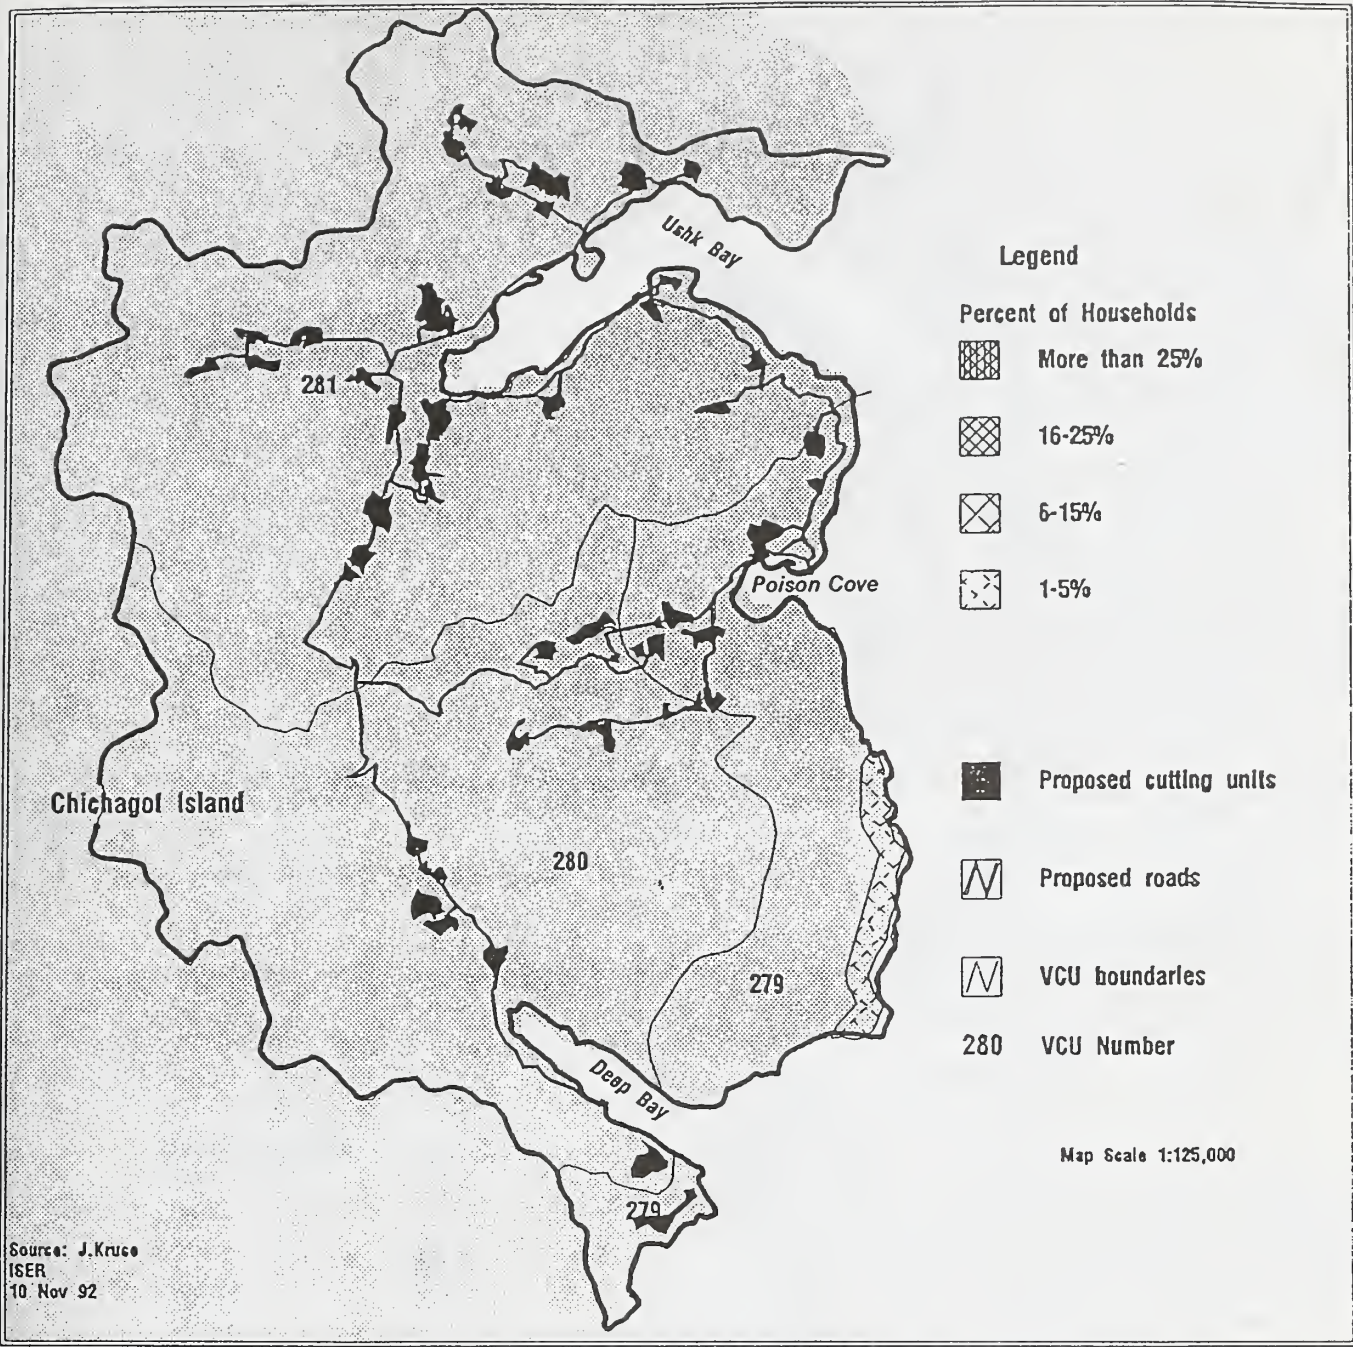 Ushk Bay
281
Poison Cove
Chichagof Island
280
279
Deep Bay
279
Source: J.Kruse
ISER
10 Nov 92
Legend
Percent of Households
More than 25%
16-25%
6-15%
1-5%
Proposed cutting units
Proposed roads
VCU boundaries
280 VCU Number
Map Scale 1:125,000